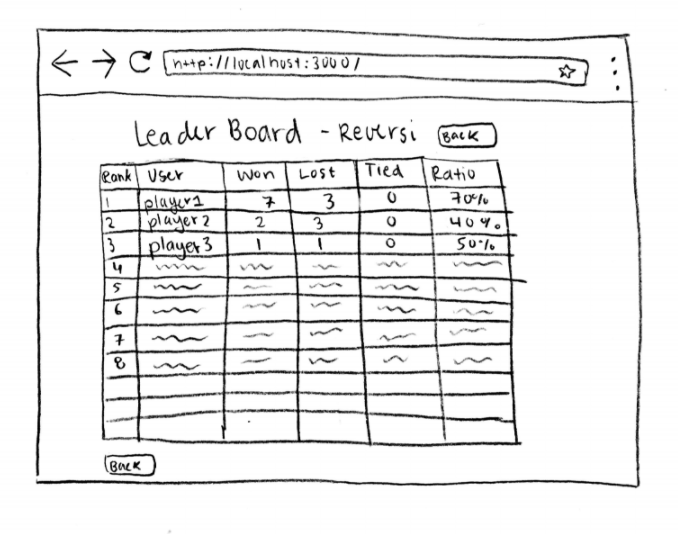 http://localhost:3000/
Leader Board - Reversi Back
Rank User Won Lost Tied Ratio
1 player1 7 3 0 70%
2 player2 2 3 0 40%
3 player3 1 1 0 50%
4
5
6
7
8
Back